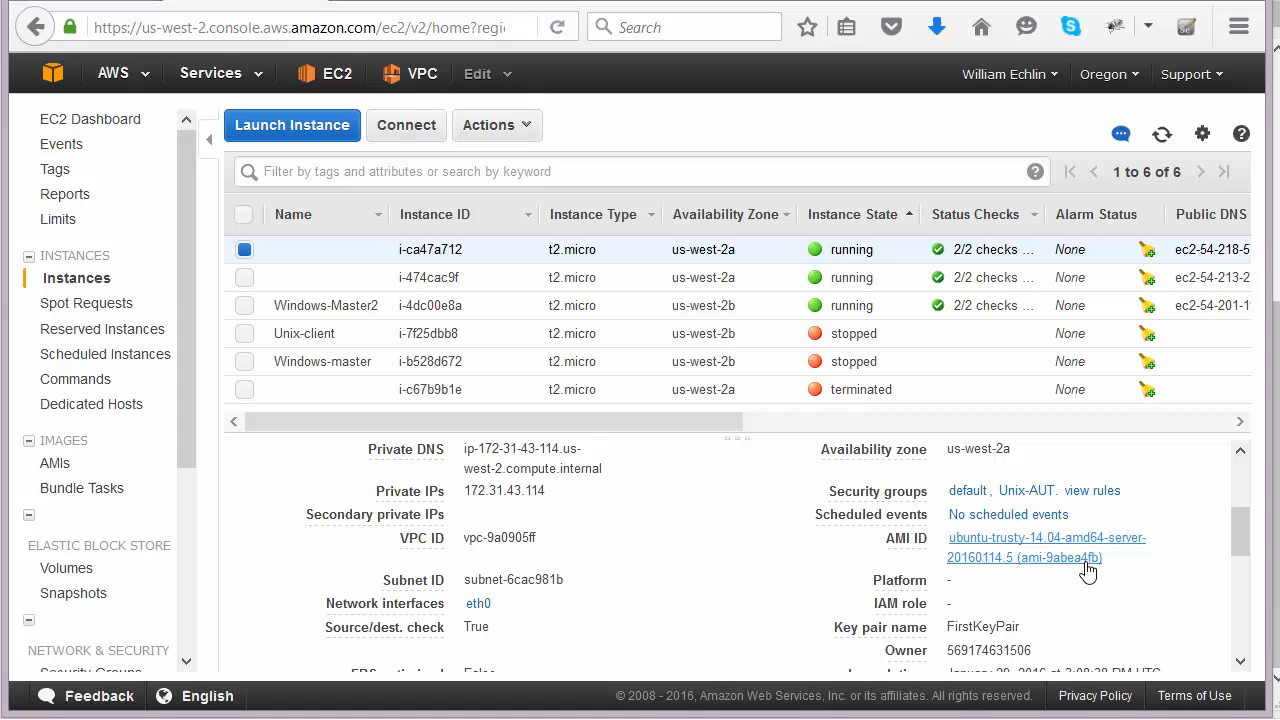 https://us-west-2.console.aws.amazon.com/ec2/v2/home?regi
Search
AWS Services EC2 VPC Edit William Echlin Oregon Support
EC2 Dashboard
Events
Tags
Reports
Limits
INSTANCES
Instances
Spot Requests
Reserved Instances
Scheduled Instances
Commands
Dedicated Hosts
IMAGES
AMIs
Bundle Tasks
ELASTIC BLOCK STORE
Volumes
Snapshots
NETWORK & SECURITY
Launch Instance Connect Actions
Filter by tags and attributes or search by keyword 1 to 6 of 6
Name Instance ID Instance Type Availability Zone Instance State Status Checks Alarm Status Public DNS
i-ca47a712 t2.micro us-west-2a running 2/2 checks ... None ec2-54-218-5
i-474cac9f t2.micro us-west-2a running 2/2 checks ... None ec2-54-213-2
Windows-Master2 i-4dc00e8a t2.micro us-west-2b running 2/2 checks ... None ec2-54-201-1
Unix-client i-7f25dbb8 t2.micro us-west-2b stopped None
Windows-master i-b528d672 t2.micro us-west-2b stopped None
i-c67b9b1e t2.micro us-west-2a terminated None
Private DNS ip-172-31-43-114.us-
west-2.compute.internal
Private IPs 172.31.43.114
Secondary private IPs
VPC ID vpc-9a0905ff
Subnet ID subnet-6cac981b
Network interfaces eth0
Source/dest. check True
Availability zone us-west-2a
Security groups default , Unix-AUT. view rules
Scheduled events No scheduled events
AMI ID ubuntu-trusty-14.04-amd64-server-
20160114.5 (ami-9abea4fb)
Platform -
IAM role -
Key pair name FirstKeyPair
Owner 569174631506
Feedback English © 2008 - 2016, Amazon Web Services, Inc. or its affiliates. All rights reserved. Privacy Policy Terms of Use